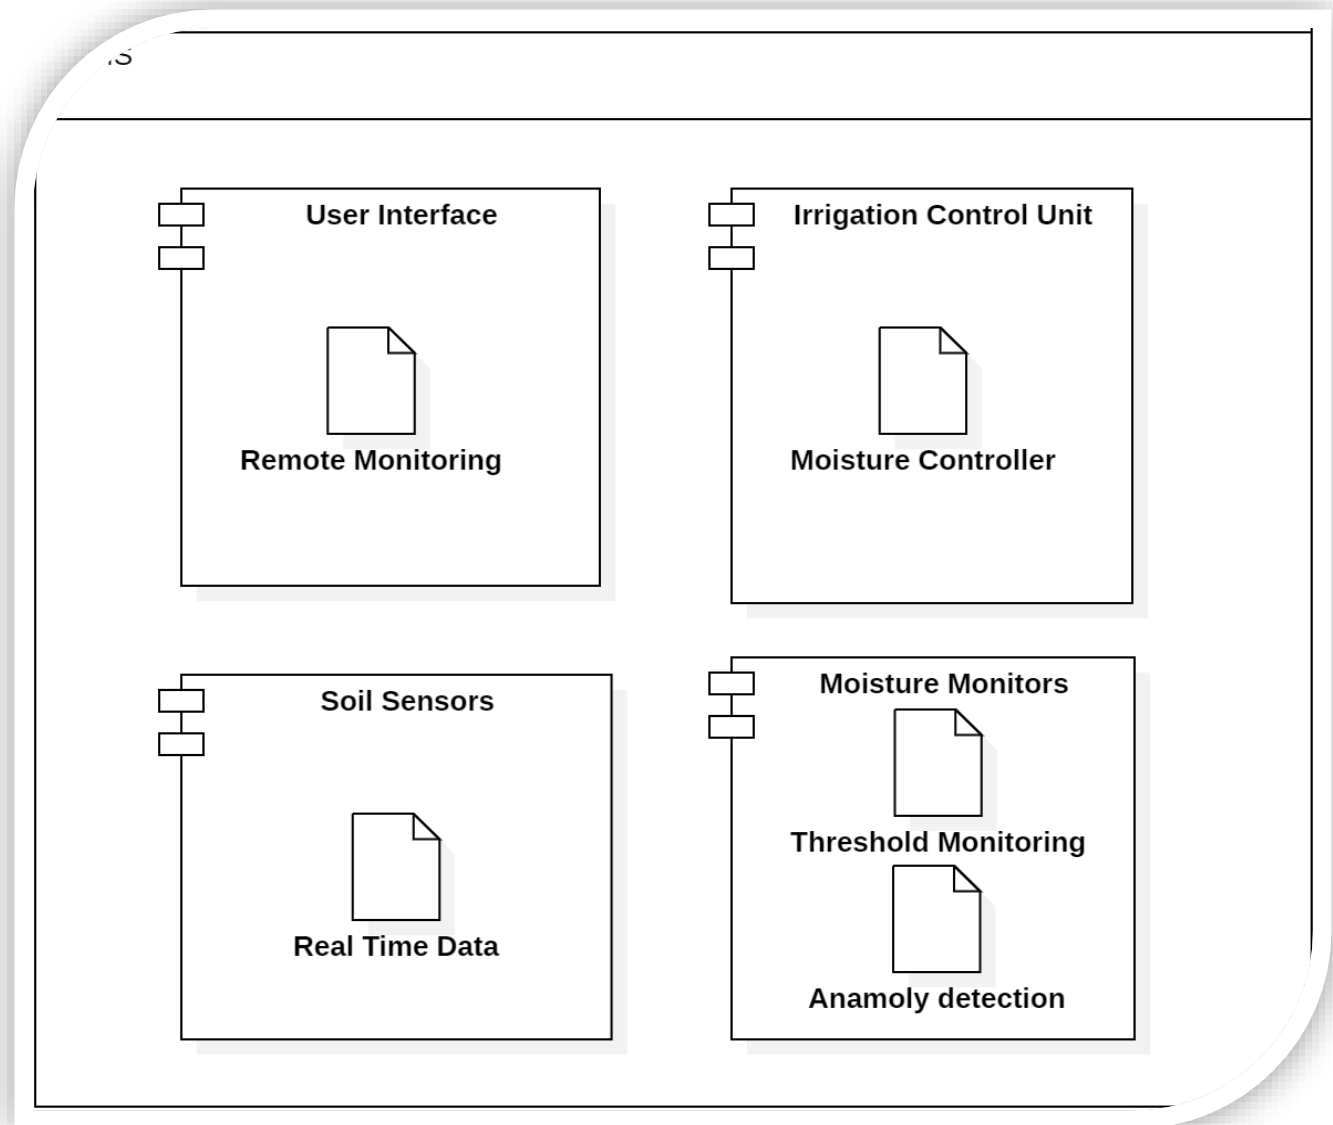 User Interface
Irrigation Control Unit
Remote Monitoring
Moisture Controller
Soil Sensors
Moisture Monitors
Threshold Monitoring
Real Time Data
Anamoly detection